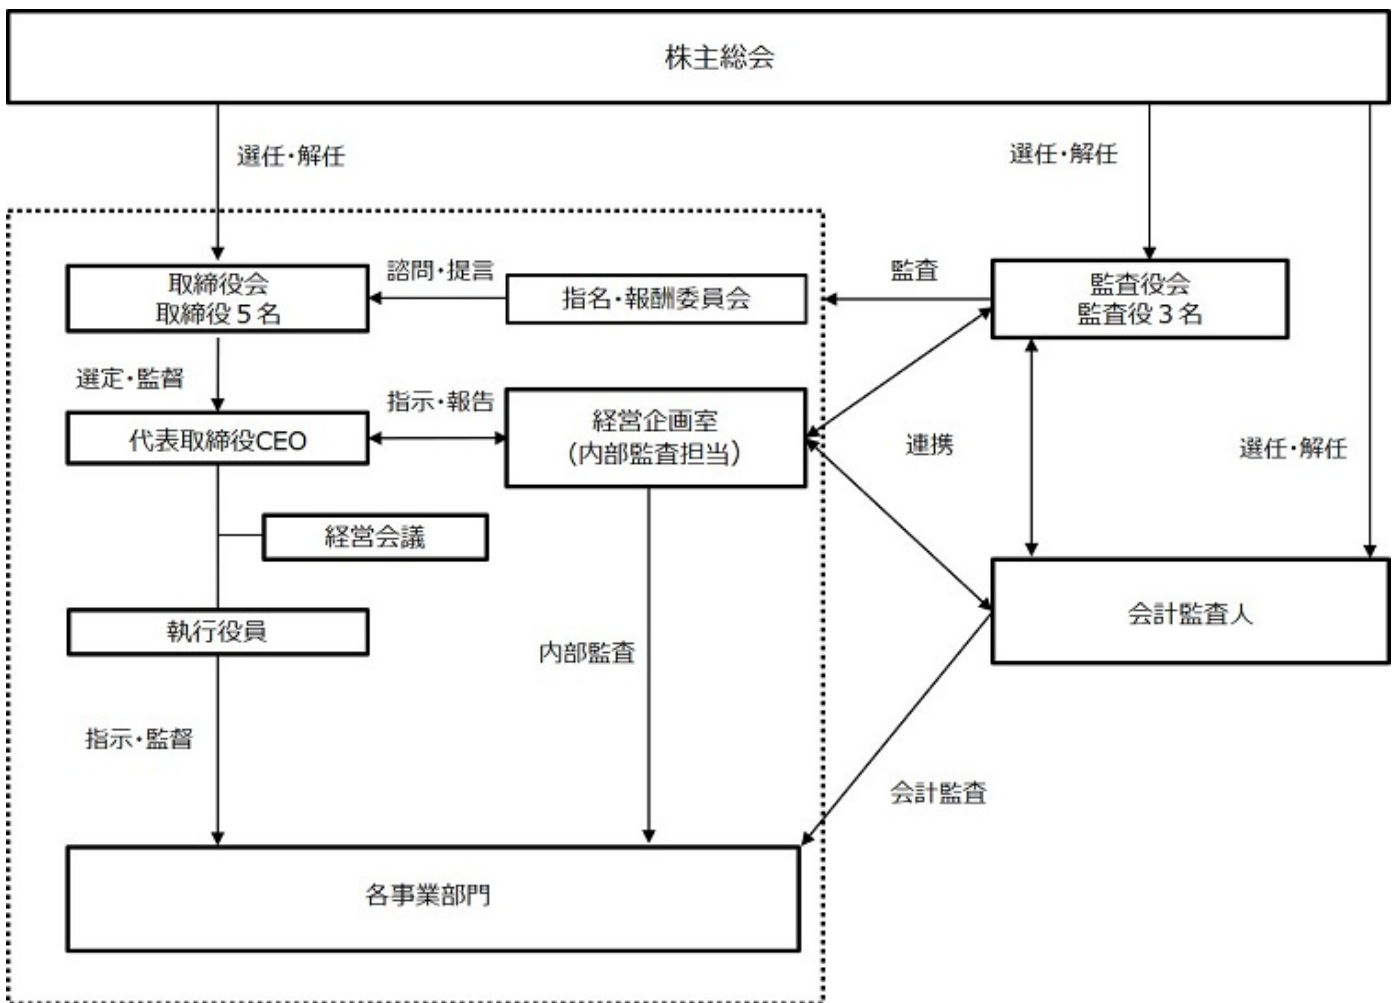 株主総会
選任・解任
選任・解任
諮問・提言
監査
取締役会
取締役５名
指名・報酬委員会
監査役会
監査役３名
選定・監督
指示・報告
代表取締役CEO
経営企画室
（内部監査担当）
連携
選任・解任
経営会議
執行役員
会計監査人
内部監査
指示・監督
会計監査
各事業部門